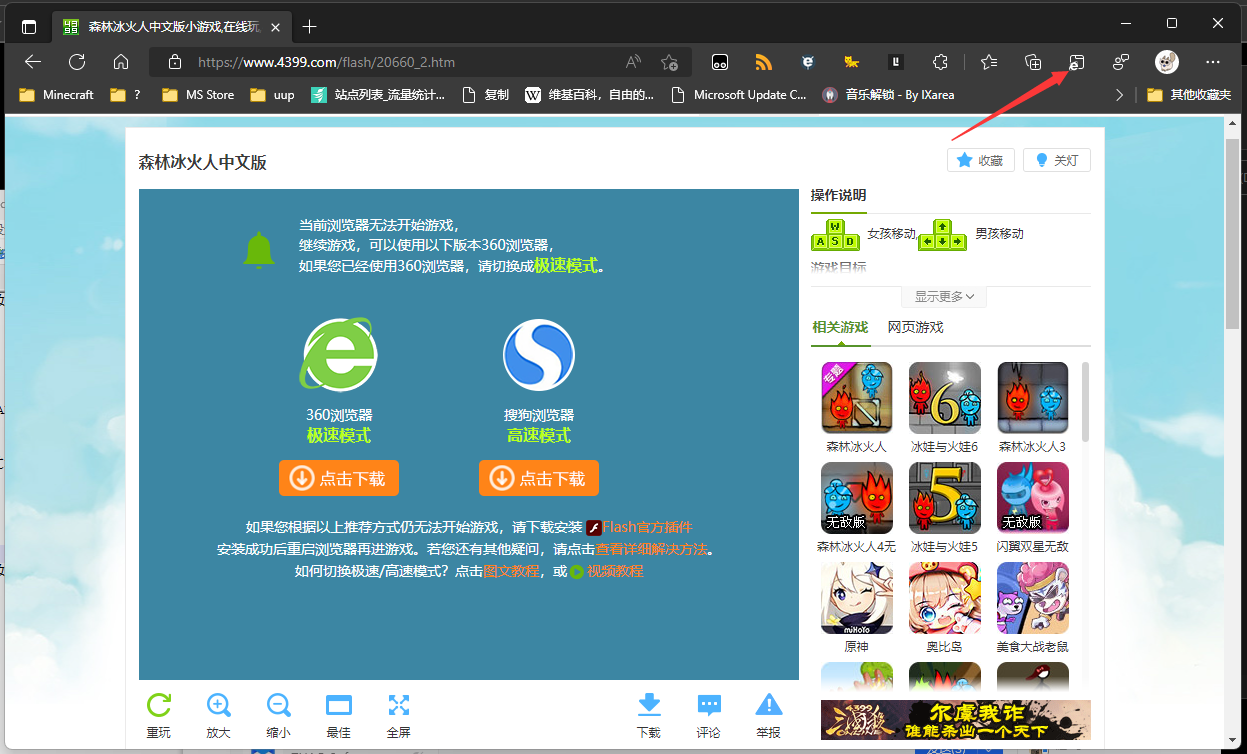 森林冰火人中文版小游戏,在线玩
https://www.4399.com/flash/20660_2.htm
Minecraft
?
MS Store
uup
站点列表_流量统计...
复制
维基百科，自由的...
Microsoft Update C...
音乐解锁 - By IXarea
其他收藏夹
森林冰火人中文版
收藏
关灯
当前浏览器无法开始游戏，
继续游戏，可以使用以下版本360浏览器，
如果您已经使用360浏览器，请切换成极速模式。
360浏览器
极速模式
点击下载
搜狗浏览器
高速模式
点击下载
如果您根据以上推荐方式仍无法开始游戏，请下载安装 Flash官方插件
安装成功后重启浏览器再进游戏。若您还有其他疑问，请点击查看详细解决方法。
如何切换极速/高速模式？点击图文教程，或 视频教程
操作说明
W
A S D
女孩移动
男孩移动
游戏目标
显示更多
相关游戏
网页游戏
专题
森林冰火人
6
冰娃与火娃6
森林冰火人3
无敌版
森林冰火人4无
5
冰娃与火娃5
无敌版
闪翼双星无敌
miHoYo
原神
奥比岛
美食大战老鼠
重玩
放大
缩小
最佳
全屏
下载
评论
举报
4399
三国杀
尔虞我诈
谁能杀出一个天下